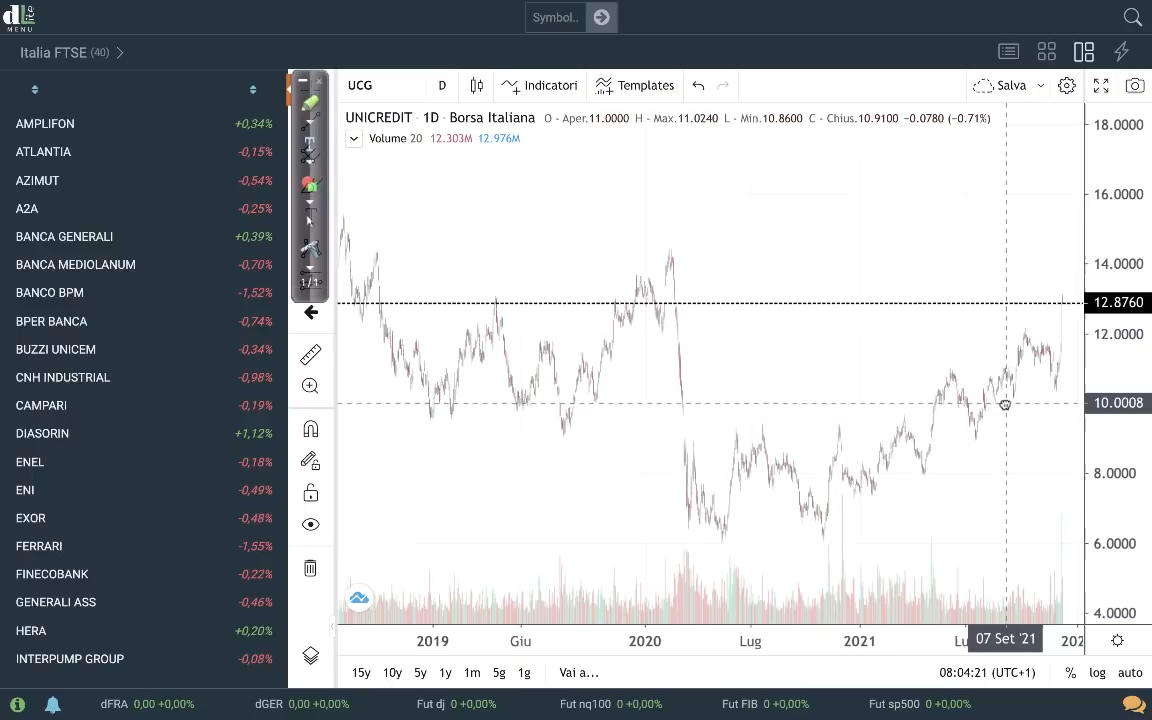 dLite
MENU
Symbol..
Italia FTSE (40)
AMPLIFON +0,34%
ATLANTIA -0,15%
AZIMUT -0,54%
A2A -0,25%
BANCA GENERALI +0,39%
BANCA MEDIOLANUM -0,70%
BANCO BPM -1,52%
BPER BANCA -0,74%
BUZZI UNICEM -0,34%
CNH INDUSTRIAL -0,98%
CAMPARI -0,19%
DIASORIN +1,12%
ENEL -0,18%
ENI -0,49%
EXOR -0,48%
FERRARI -1,55%
FINECOBANK -0,22%
GENERALI ASS -0,46%
HERA +0,20%
INTERPUMP GROUP -0,08%
1/1
UCG D Indicatori Templates Salva
UNICREDIT · 1D · Borsa Italiana O - Aper.11.0000 H - Max.11.0240 L - Min.10.8600 C - Chius.10.9100 −0.0780 (−0.71%)
Volume 20 12.303M 12.976M
18.0000
16.0000
14.0000
12.8760
12.0000
10.0008
8.0000
6.0000
4.0000
2019 Giu 2020 Lug 2021 Lu 07 Set '21 202
15y 10y 5y 1y 1m 5g 1g Vai a... 08:04:21 (UTC+1) % log auto
dFRA 0,00 +0,00% dGER 0,00 +0,00% Fut dj 0 +0,00% Fut nq100 0 +0,00% Fut FIB 0 +0,00% Fut sp500 0 +0,00%